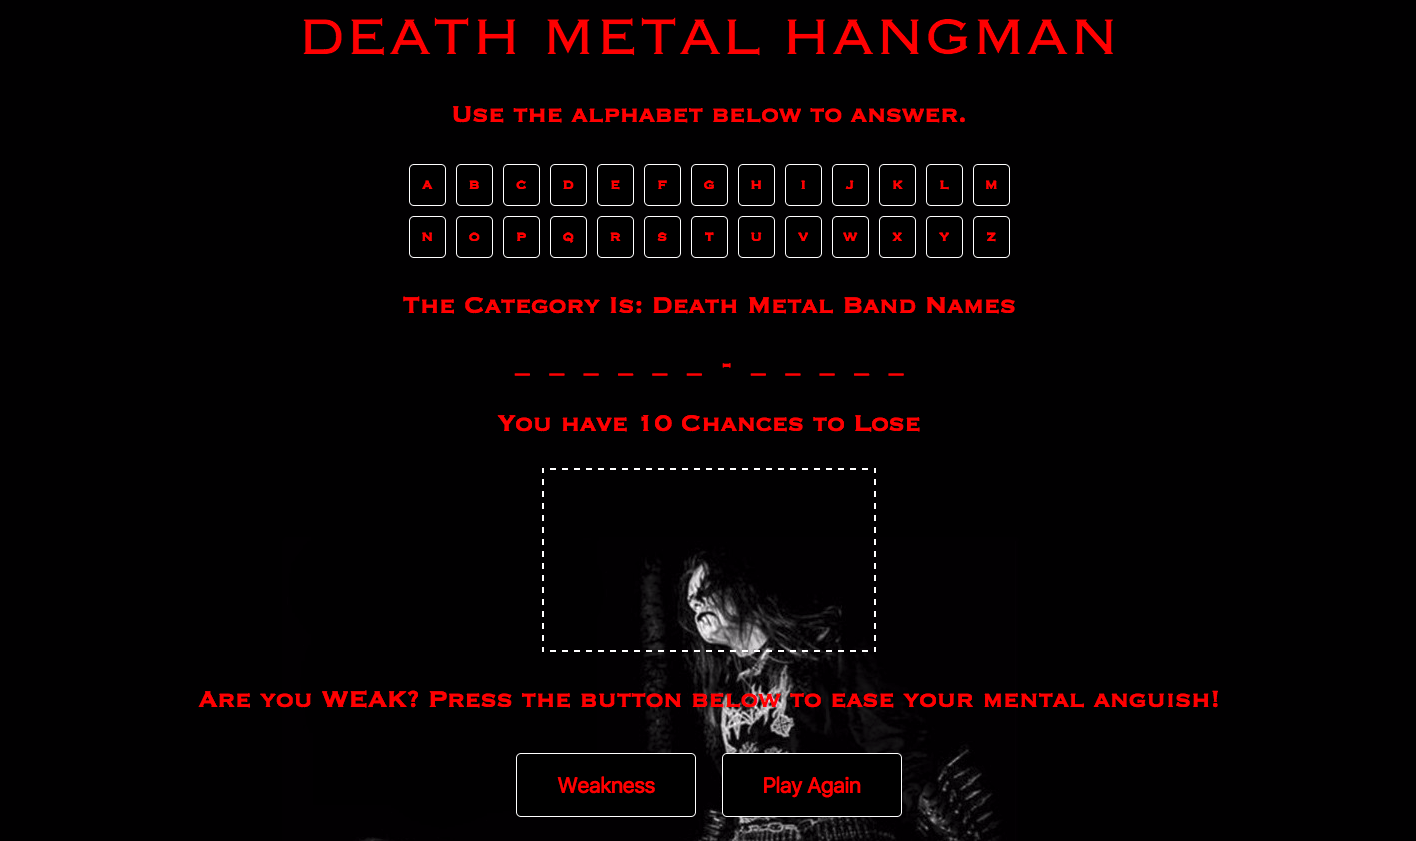 DEATH METAL HANGMAN
Use the alphabet below to answer.
A B C D E F G H I J K L M
N O P Q R S T U V W X Y Z
The Category Is: Death Metal Band Names
_ _ _ _ _ _ - _ _ _ _ _
You have 10 Chances to Lose
Are you WEAK? Press the button below to ease your mental anguish!
Weakness Play Again